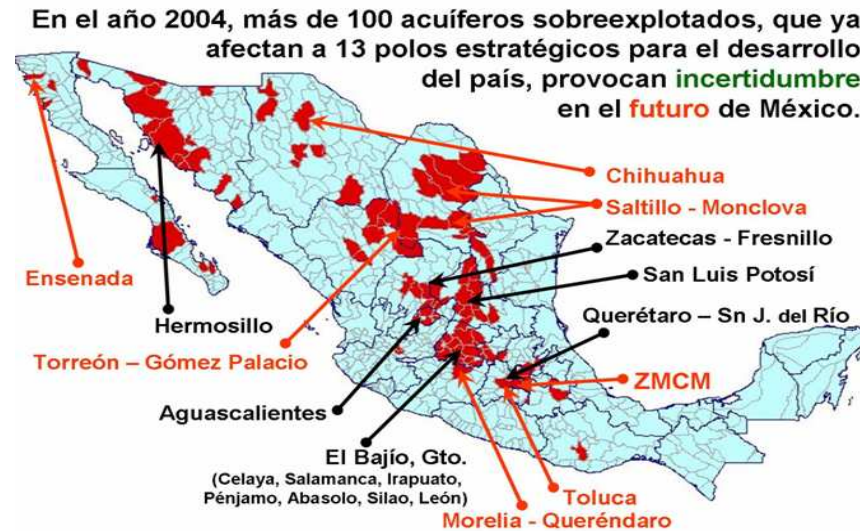 En el año 2004, más de 100 acuíferos sobreexplotados, que ya
afectan a 13 polos estratégicos para el desarrollo
del país, provocan incertidumbre
en el futuro de México.
Chihuahua
Saltillo - Monclova
Zacatecas - Fresnillo
San Luis Potosí
Ensenada
Hermosillo
Querétaro – Sn J. del Río
Torreón – Gómez Palacio
ZMCM
Aguascalientes
El Bajío, Gto.
(Celaya, Salamanca, Irapuato,
Pénjamo, Abasolo, Silao, León)
Toluca
Morelia - Queréndaro